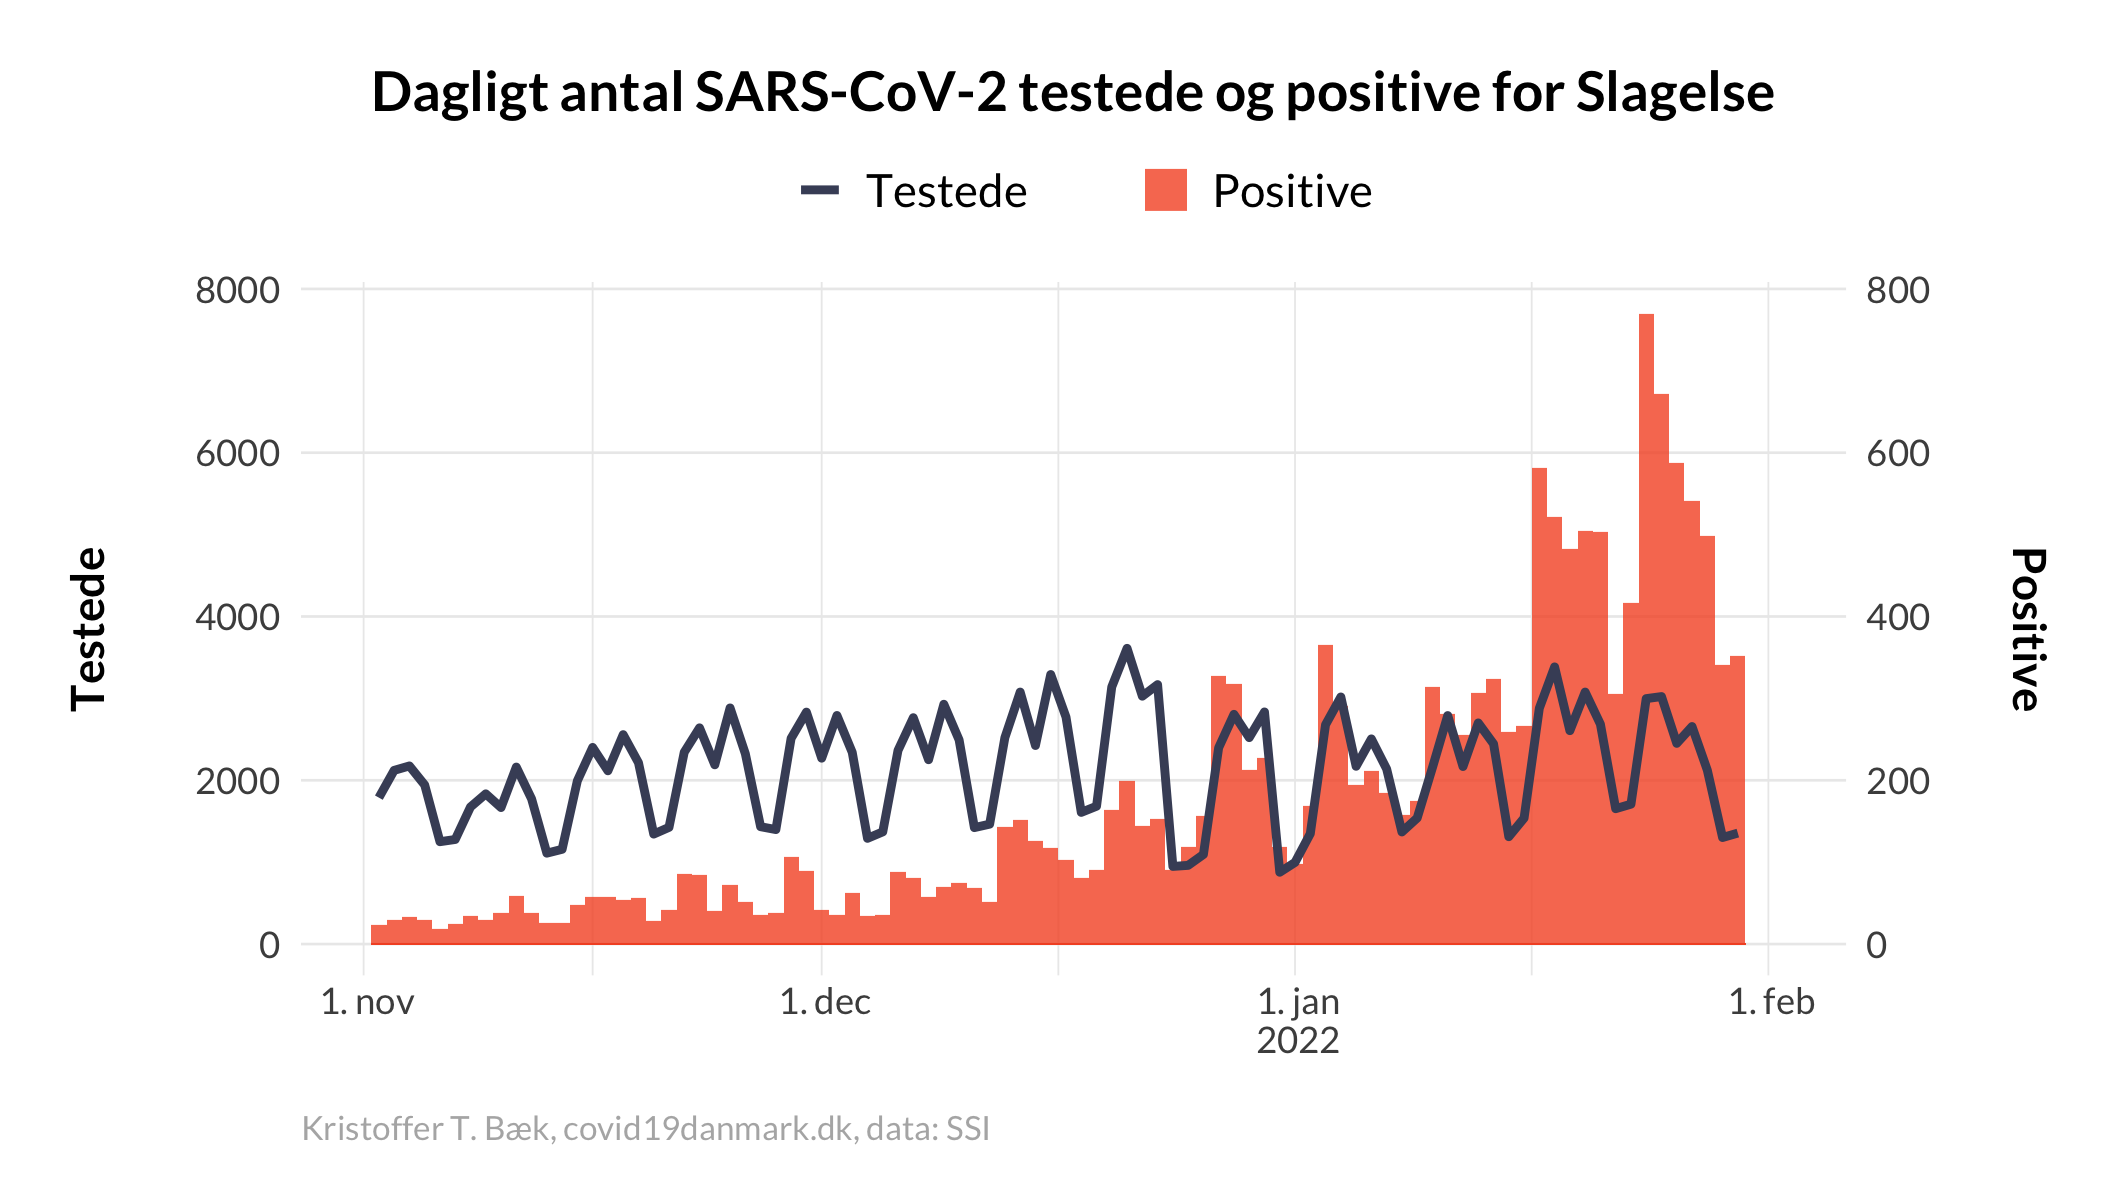 Dagligt antal SARS-CoV-2 testede og positive for Slagelse
Testede
Positive
8000
6000
4000
2000
0
Testede
800
600
400
200
0
Positive
1. nov
1. dec
1. jan
2022
1. feb
Kristoffer T. Bæk, covid19danmark.dk, data: SSI